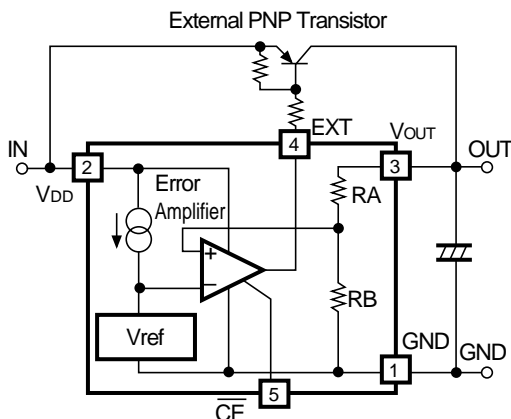 External PNP Transistor
EXT
4
IN
VOUT
OUT
2
3
VDD
Error
Amplifier
RA
+
−
RB
Vref
GND
GND
1
5